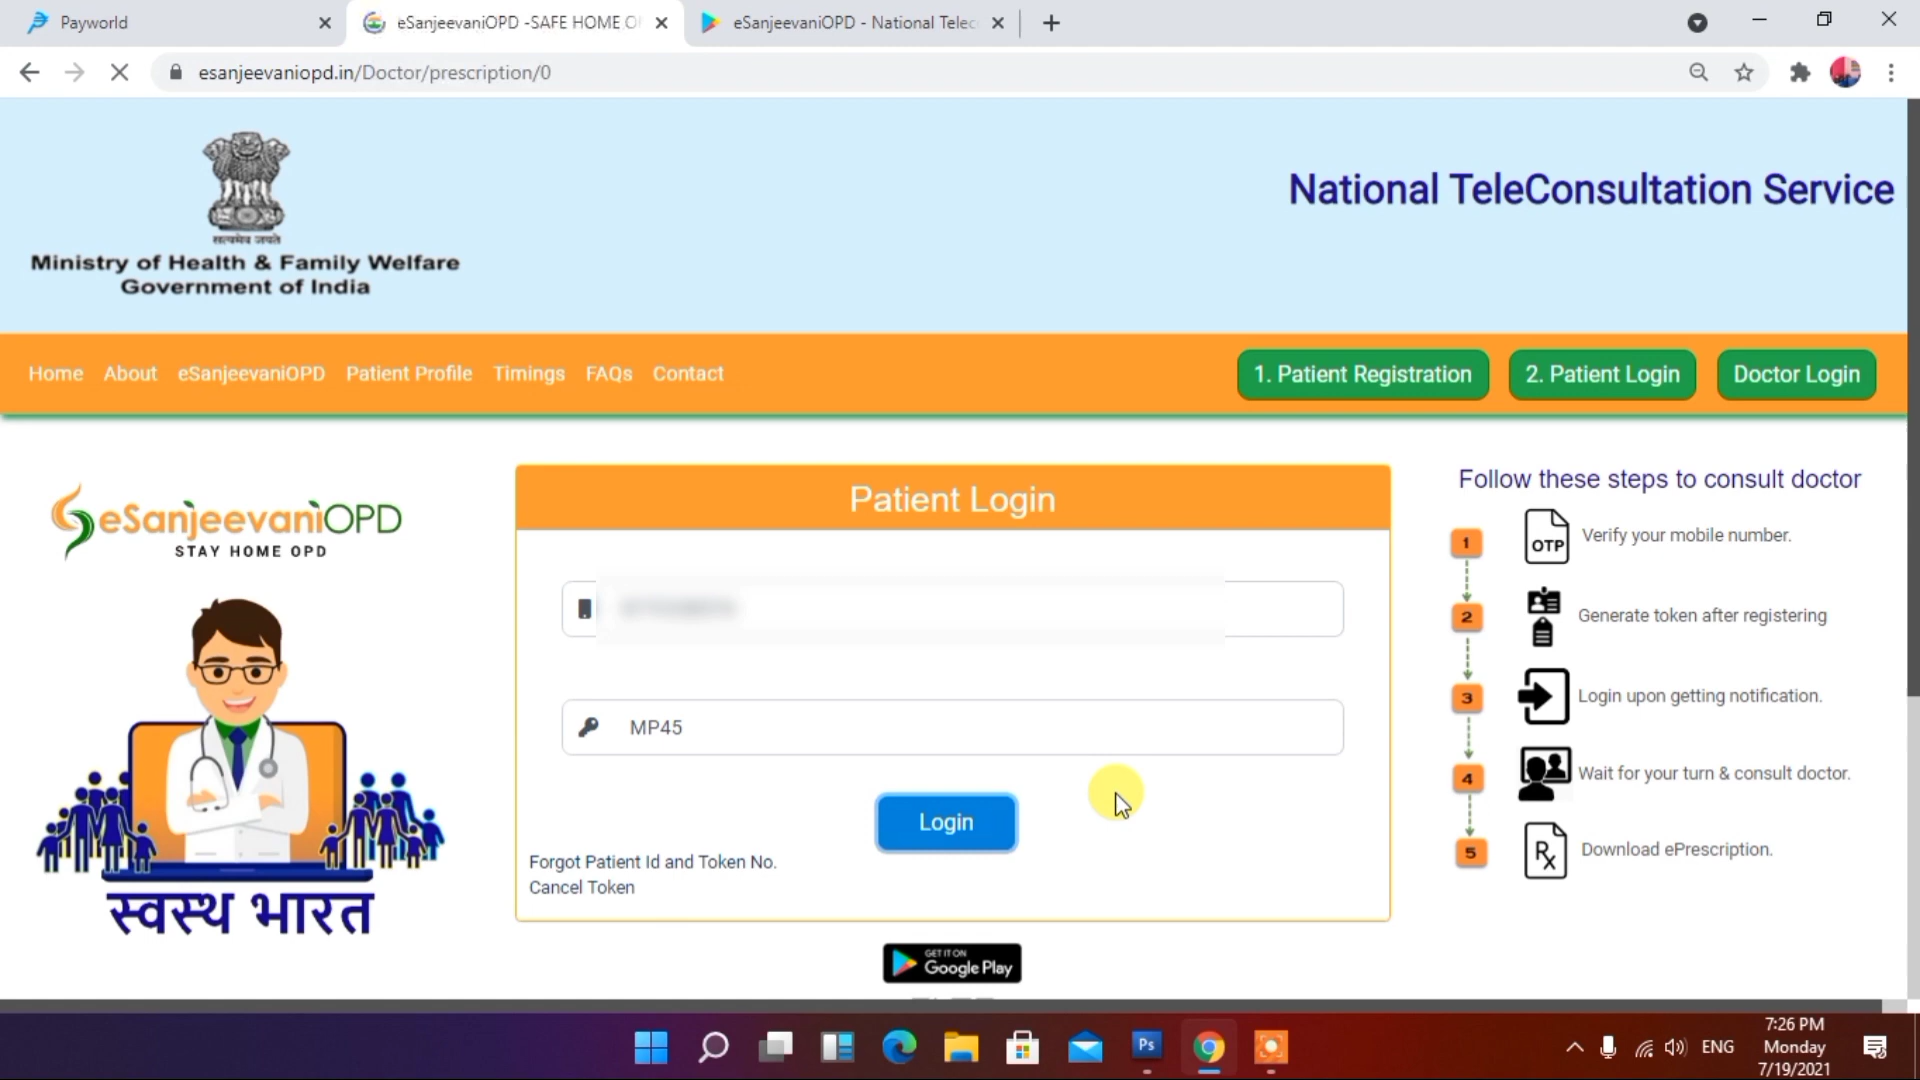 Payworld
eSanjeevaniOPD -SAFE HOME O
eSanjeevaniOPD - National Telec
esanjeevaniopd.in/Doctor/prescription/0
सत्यमेव जयते
Ministry of Health & Family Welfare
Government of India
National TeleConsultation Service
Home About eSanjeevaniOPD Patient Profile Timings FAQs Contact
1. Patient Registration 2. Patient Login Doctor Login
eSanjeevaniOPD
STAY HOME OPD
स्वस्थ भारत
Patient Login
MP45
Login
Forgot Patient Id and Token No.
Cancel Token
GET IT ON
Google Play
Follow these steps to consult doctor
1 OTP Verify your mobile number.
2 Generate token after registering
3 Login upon getting notification.
4 Wait for your turn & consult doctor.
5 Rx Download ePrescription.
Ps
ENG
7:26 PM
Monday
7/19/2021